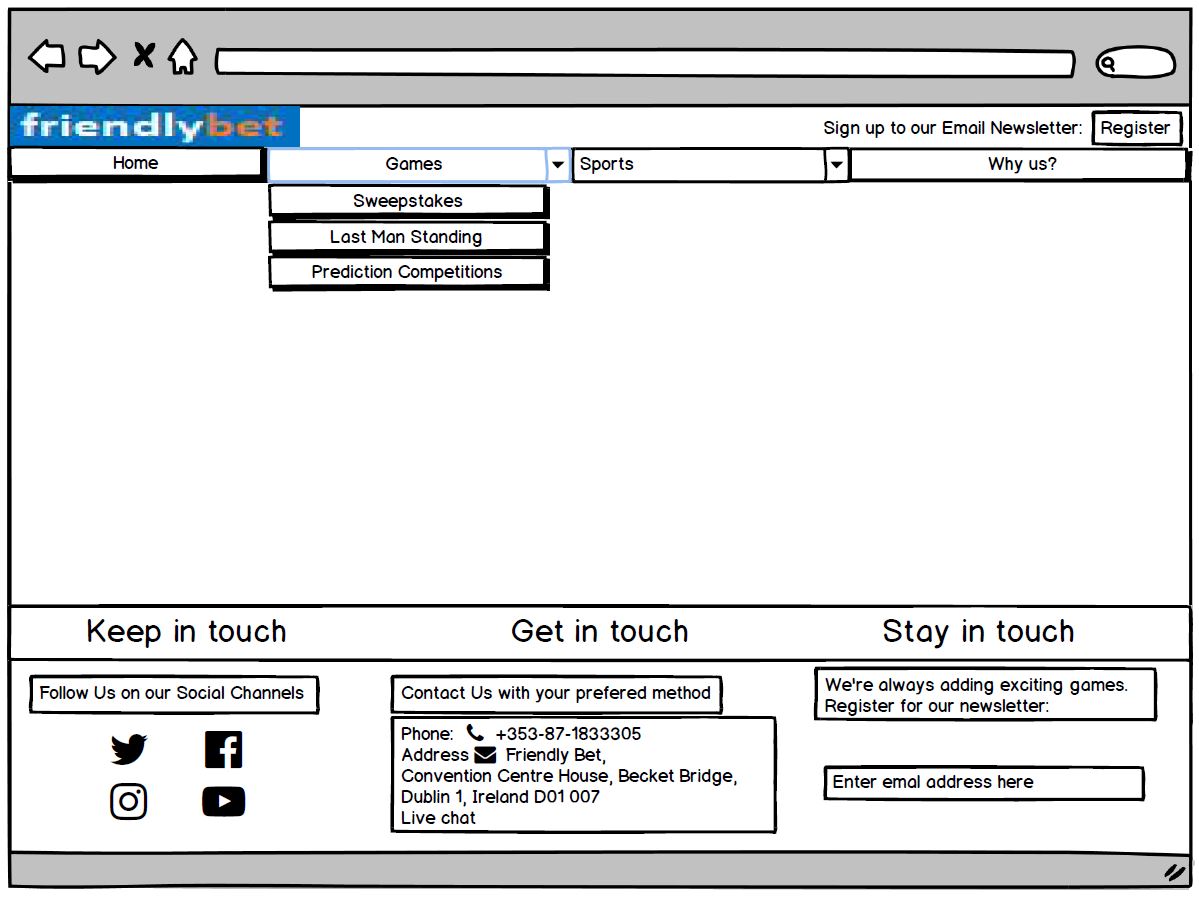 friendlybet
Sign up to our Email Newsletter: Register
Home Games Sports Why us?
Sweepstakes
Last Man Standing
Prediction Competitions
Keep in touch Get in touch Stay in touch
Follow Us on our Social Channels
Contact Us with your prefered method
Phone: +353-87-1833305
Address Friendly Bet,
Convention Centre House, Becket Bridge,
Dublin 1, Ireland D01 007
Live chat
We're always adding exciting games.
Register for our newsletter:
Enter emal address here